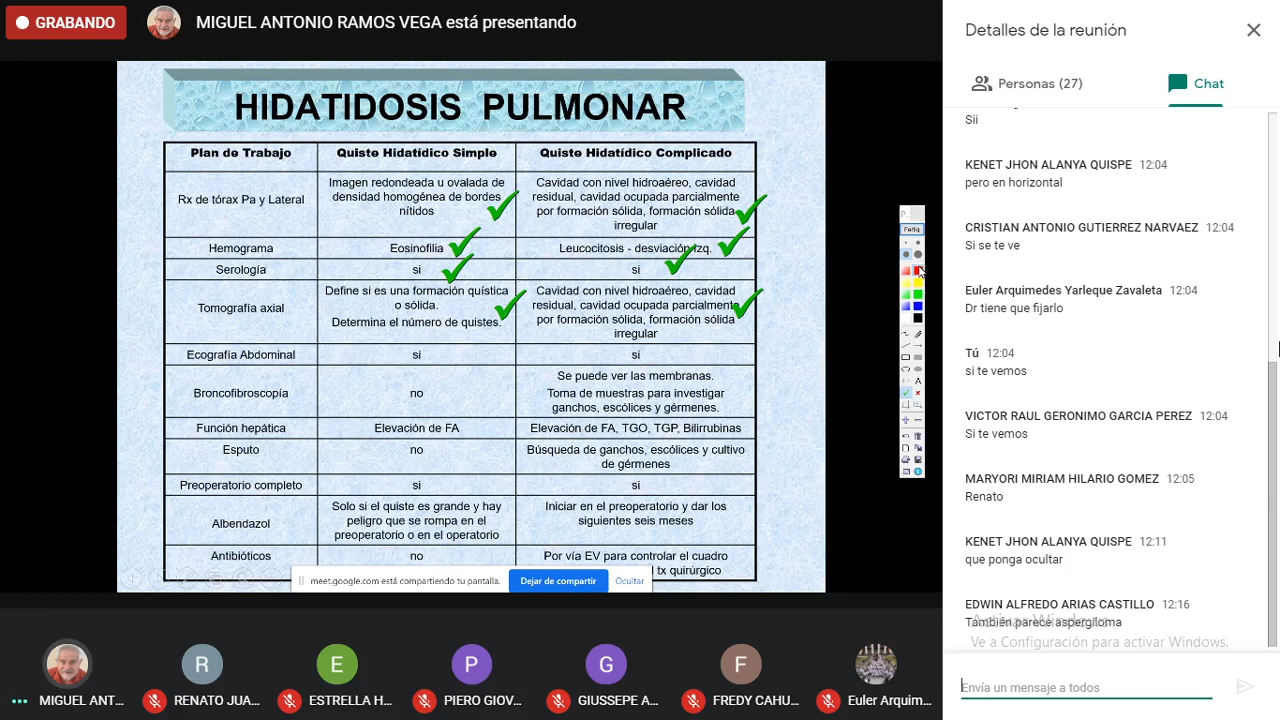 GRABANDO
MIGUEL ANTONIO RAMOS VEGA está presentando
HIDATIDOSIS PULMONAR
Plan de Trabajo
Quiste Hidatídico Simple
Quiste Hidatídico Complicado
Rx de tórax Pa y Lateral
Imagen redondeada u ovalada de
densidad homogénea de bordes
nítidos
Cavidad con nivel hidroaéreo, cavidad
residual, cavidad ocupada parcialmente
por formación sólida, formación sólida
irregular
Hemograma
Eosinofilia
Leucocitosis - desviación Izq.
Serología
si
si
Tomografía axial
Define si es una formación quística
o sólida.
Determina el número de quistes.
Cavidad con nivel hidroaéreo, cavidad
residual, cavidad ocupada parcialmente
por formación sólida, formación sólida
irregular
Ecografía Abdominal
si
si
Broncofibroscopía
no
Se puede ver las membranas.
Toma de muestras para investigar
ganchos, escólices y gérmenes.
Función hepática
Elevación de FA
Elevación de FA, TGO, TGP, Bilirrubinas
Esputo
no
Búsqueda de ganchos, escólices y cultivo
de gérmenes
Preoperatorio completo
si
si
Albendazol
Solo si el quiste es grande y hay
peligro que se rompa en el
preoperatorio o en el operatorio
Iniciar en el preoperatorio y dar los
siguientes seis meses
Antibióticos
no
Por vía EV para controlar el cuadro
tx quirúrgico
meet.google.com está compartiendo tu pantalla.
Dejar de compartir
Ocultar
MIGUEL ANT...
RENATO JUA...
ESTRELLA H...
PIERO GIOV...
GIUSSEPE A...
FREDY CAHU...
Euler Arquim...
R
E
P
G
F
Detalles de la reunión
Personas (27)
Chat
Sii
KENET JHON ALANYA QUISPE 12:04
pero en horizontal
CRISTIAN ANTONIO GUTIERREZ NARVAEZ 12:04
Si se te ve
Euler Arquimedes Yarleque Zavaleta 12:04
Dr tiene que fijarlo
Tú 12:04
si te vemos
VICTOR RAUL GERONIMO GARCIA PEREZ 12:04
Si te vemos
MARYORI MIRIAM HILARIO GOMEZ 12:05
Renato
KENET JHON ALANYA QUISPE 12:11
que ponga ocultar
EDWIN ALFREDO ARIAS CASTILLO 12:16
También parece aspergiloma
Activar Windows
Ve a Configuración para activar Windows.
Envía un mensaje a todos